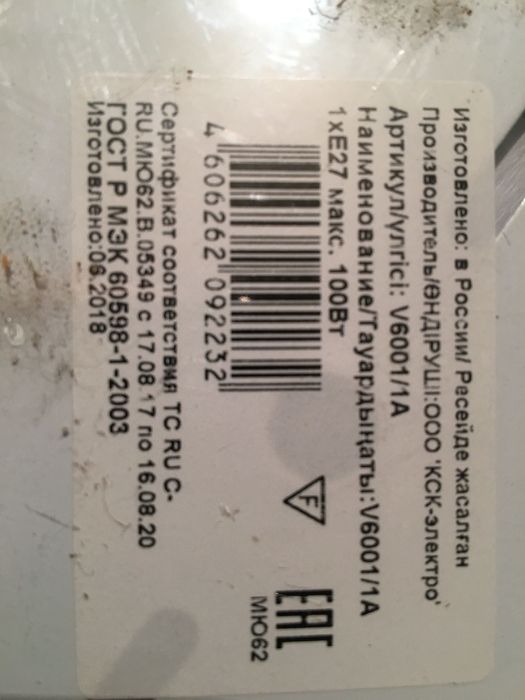 Изготовлено: в России/ Ресейде жасалған
Производитель/ӨНДІРУШІ:ООО 'КСК-электро'
Артикул/үлгісі: V6001/1A
Наименование/Тауардыңаты:V6001/1A
1xE27 макс. 100Вт
F
4 606262 092232
EAC
МЮ62
Сертификат соответствия ТС RU С-
RU.МЮ62.В.05349 с 17.08.17 по 16.08.20
ГОСТ Р МЭК 60598-1-2003
Изготовлено:06.2018